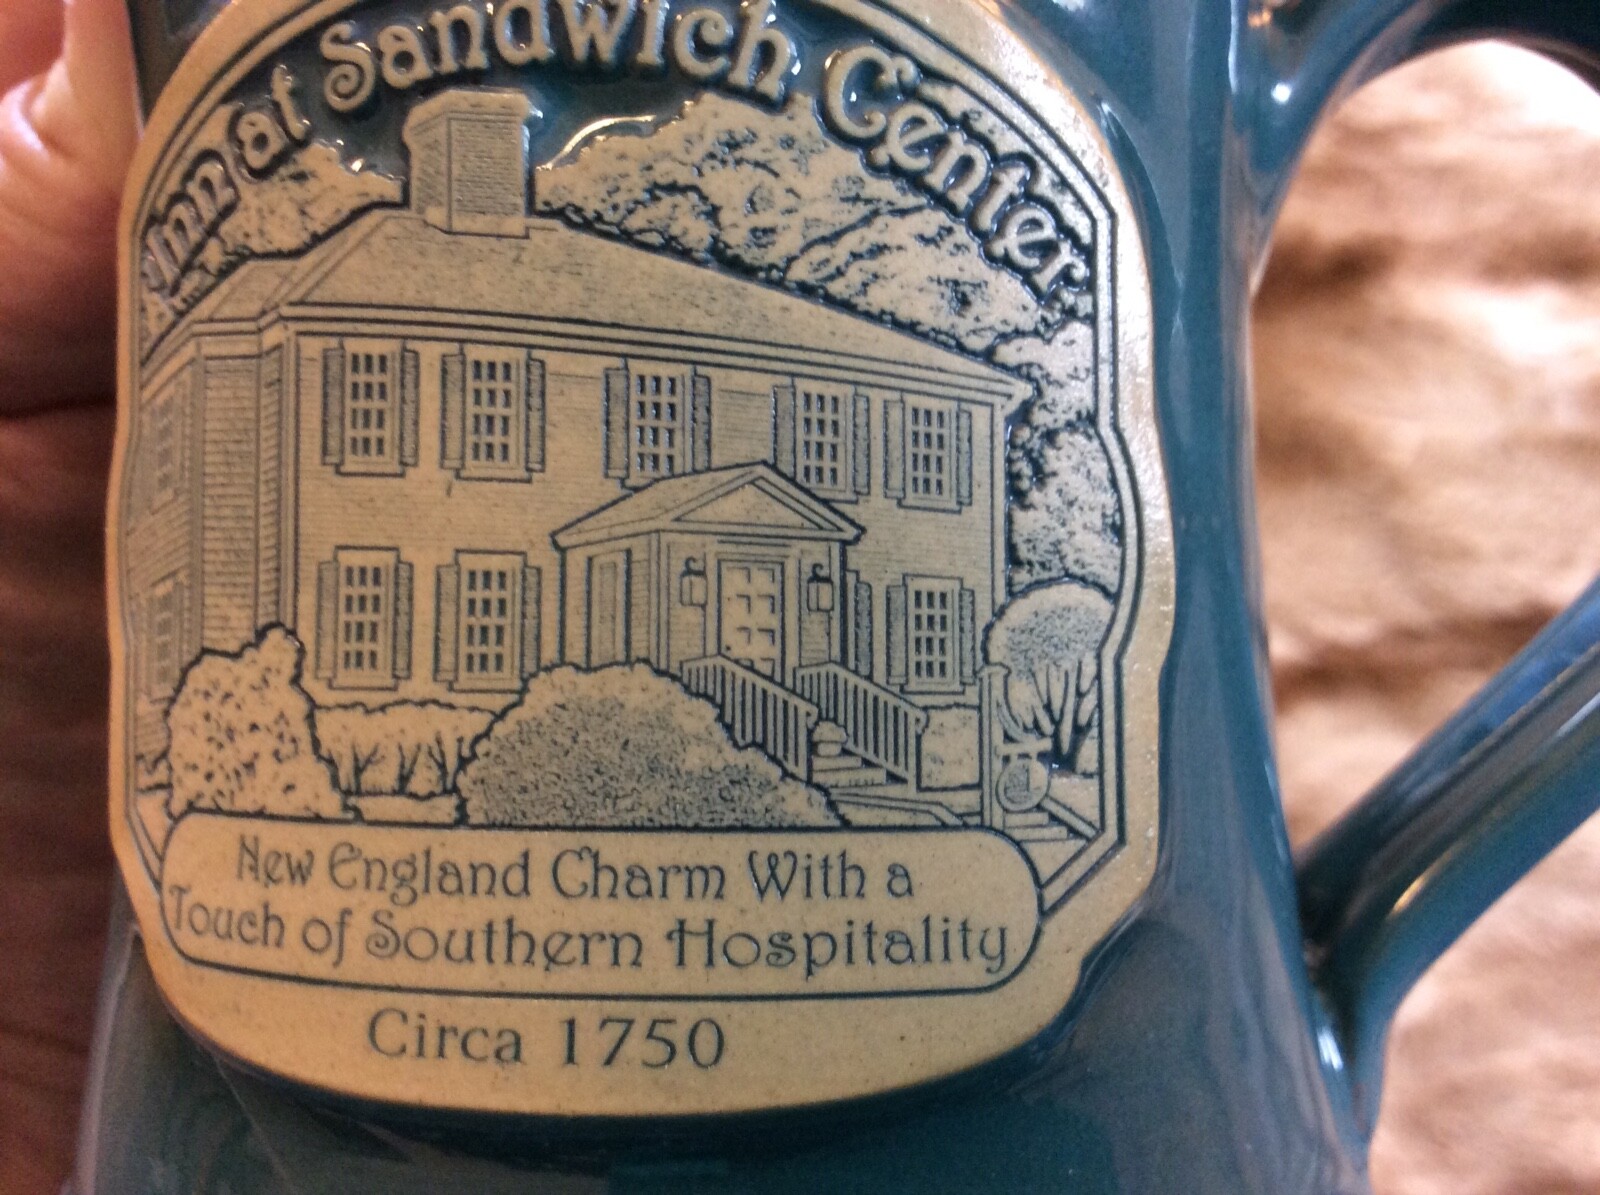 Inn at Sandwich Center
New England Charm With a
Touch of Southern Hospitality
Circa 1750